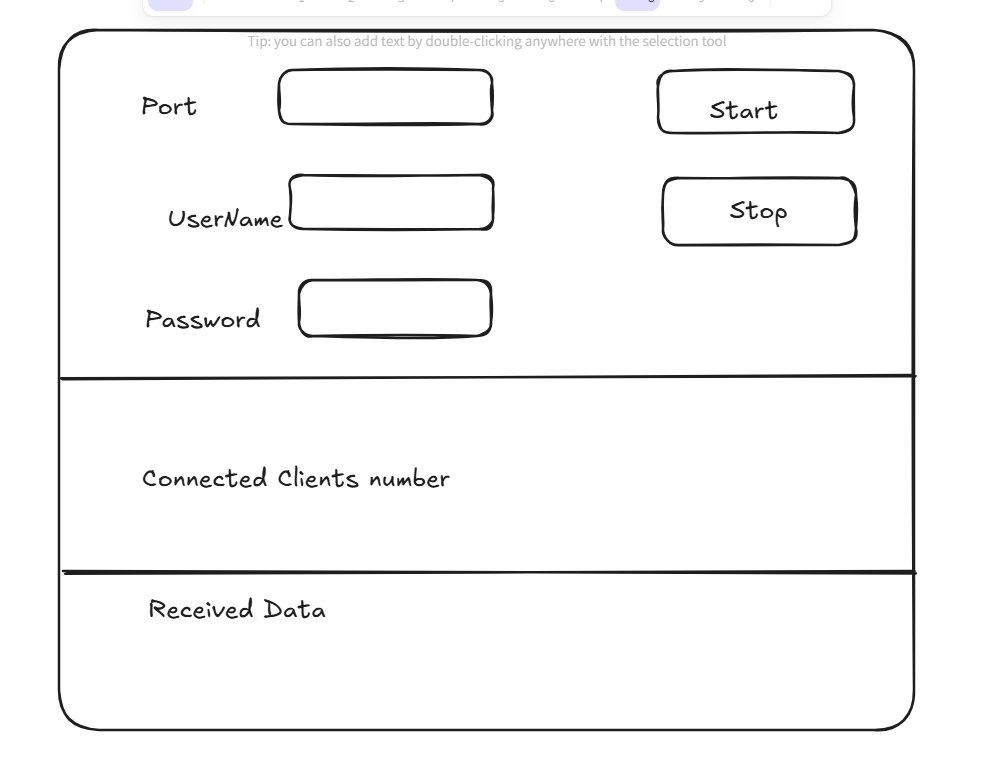 Tip: you can also add text by double-clicking anywhere with the selection tool
Port
Start
UserName
Stop
Password
Connected Clients number
Received Data